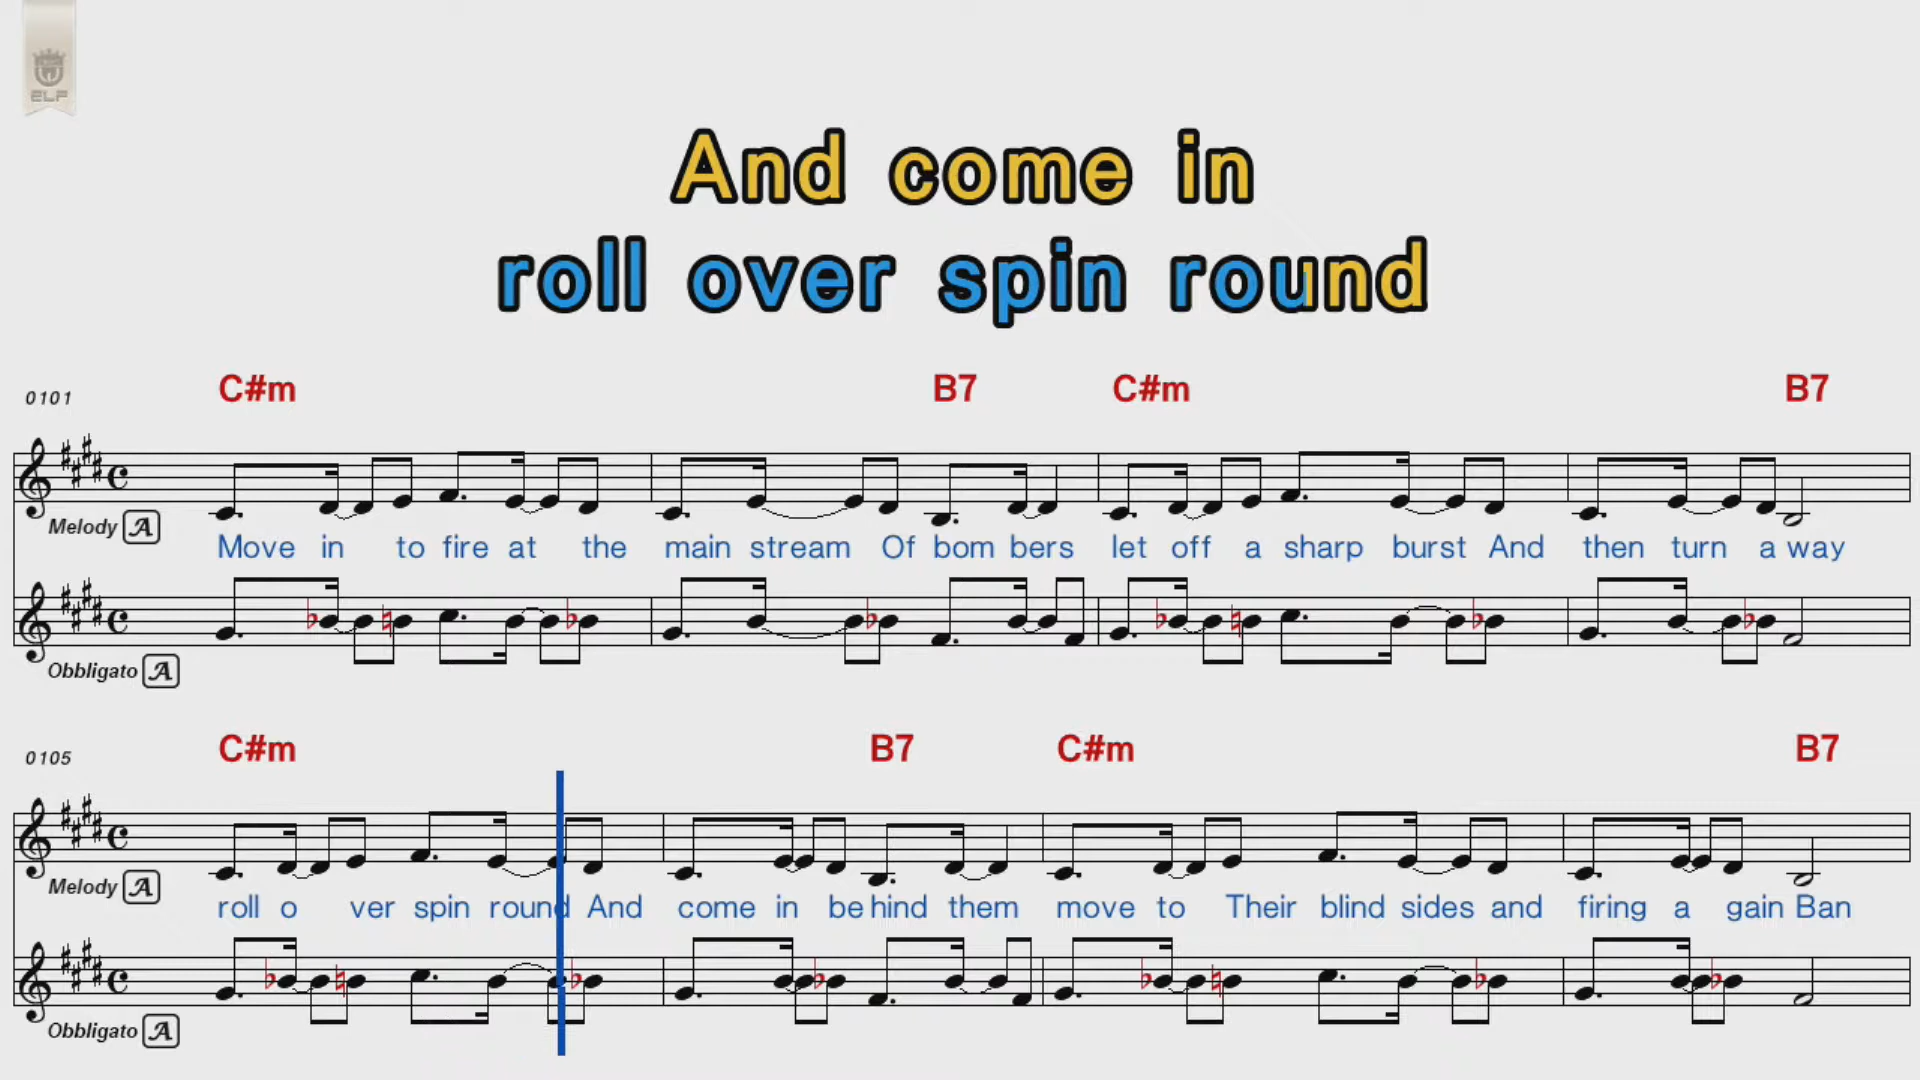 ELF
And come in
roll over spin round
0101 C#m B7 C#m B7
Melody A
Move in to fire at the main stream Of bom bers let off a sharp burst And then turn a way
Obbligato A
0105 C#m B7 C#m B7
Melody A
roll o ver spin round And come in be hind them move to Their blind sides and firing a gain Ban
Obbligato A